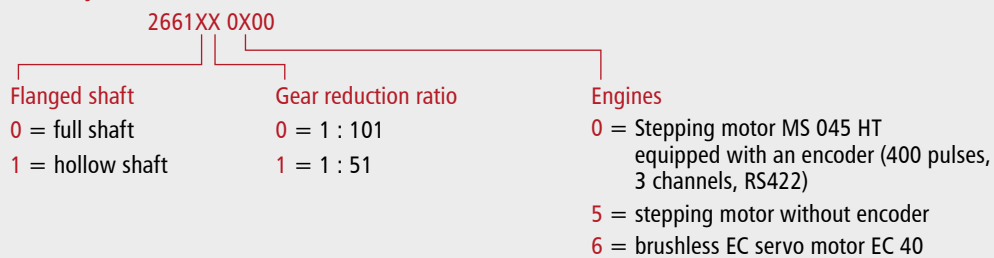 2661XX 0X00
Flanged shaft
0 = full shaft
1 = hollow shaft
Gear reduction ratio
0 = 1 : 101
1 = 1 : 51
Engines
0 = Stepping motor MS 045 HT
equipped with an encoder (400 pulses,
3 channels, RS422)
5 = stepping motor without encoder
6 = brushless EC servo motor EC 40